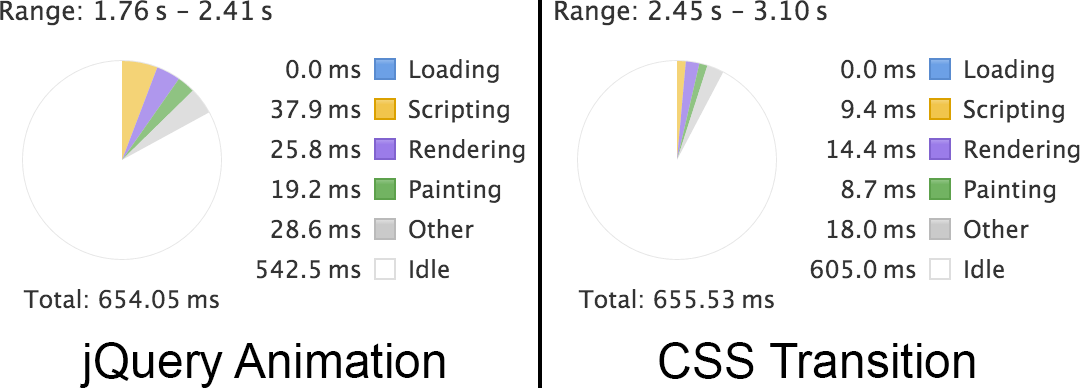 Range: 1.76 s – 2.41 s
0.0 ms Loading
37.9 ms Scripting
25.8 ms Rendering
19.2 ms Painting
28.6 ms Other
542.5 ms Idle
Total: 654.05 ms
jQuery Animation
Range: 2.45 s – 3.10 s
0.0 ms Loading
9.4 ms Scripting
14.4 ms Rendering
8.7 ms Painting
18.0 ms Other
605.0 ms Idle
Total: 655.53 ms
CSS Transition